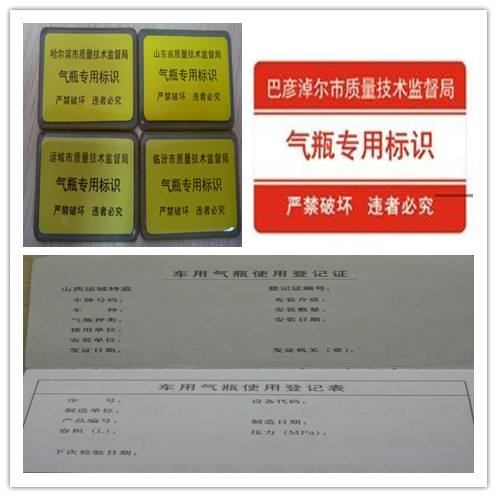 哈尔滨市质量技术监督局
气瓶专用标识
严禁破坏 违者必究
山东省质量技术监督局
气瓶专用标识
严禁破坏 违者必究
运城市质量技术监督局
气瓶专用标识
严禁破坏 违者必究
临汾市质量技术监督局
气瓶专用标识
严禁破坏 违者必究
巴彦淖尔市质量技术监督局
气瓶专用标识
严禁破坏 违者必究
车用气瓶使用登记证
山西运城特监 登记证编号：
车牌号码： 充装介质：
车 种： 安装数量：
气瓶种类： 安装日期：
使用单位：
安装单位：
发证日期： 发证机关（章）：
车用气瓶使用登记表
序 号： 设备代码：
制造单位：
产品编号： 制造日期：
容积（L）： 压力（MPa）：
下次检验日期：